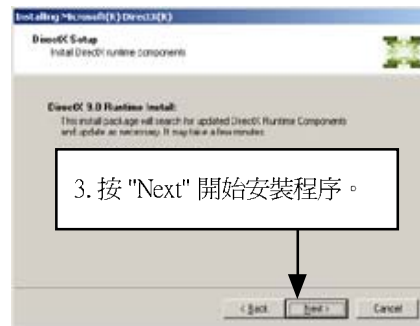 Installing Microsoft(R) DirectX(R)
DirectX Setup
Install DirectX runtime components
DirectX 9.0 Runtime Install:
This install package will search for updated DirectX Runtime Components
and update as necessary. It may take a few minutes.
3. 按 "Next" 開始安裝程序。
< Back
Next >
Cancel